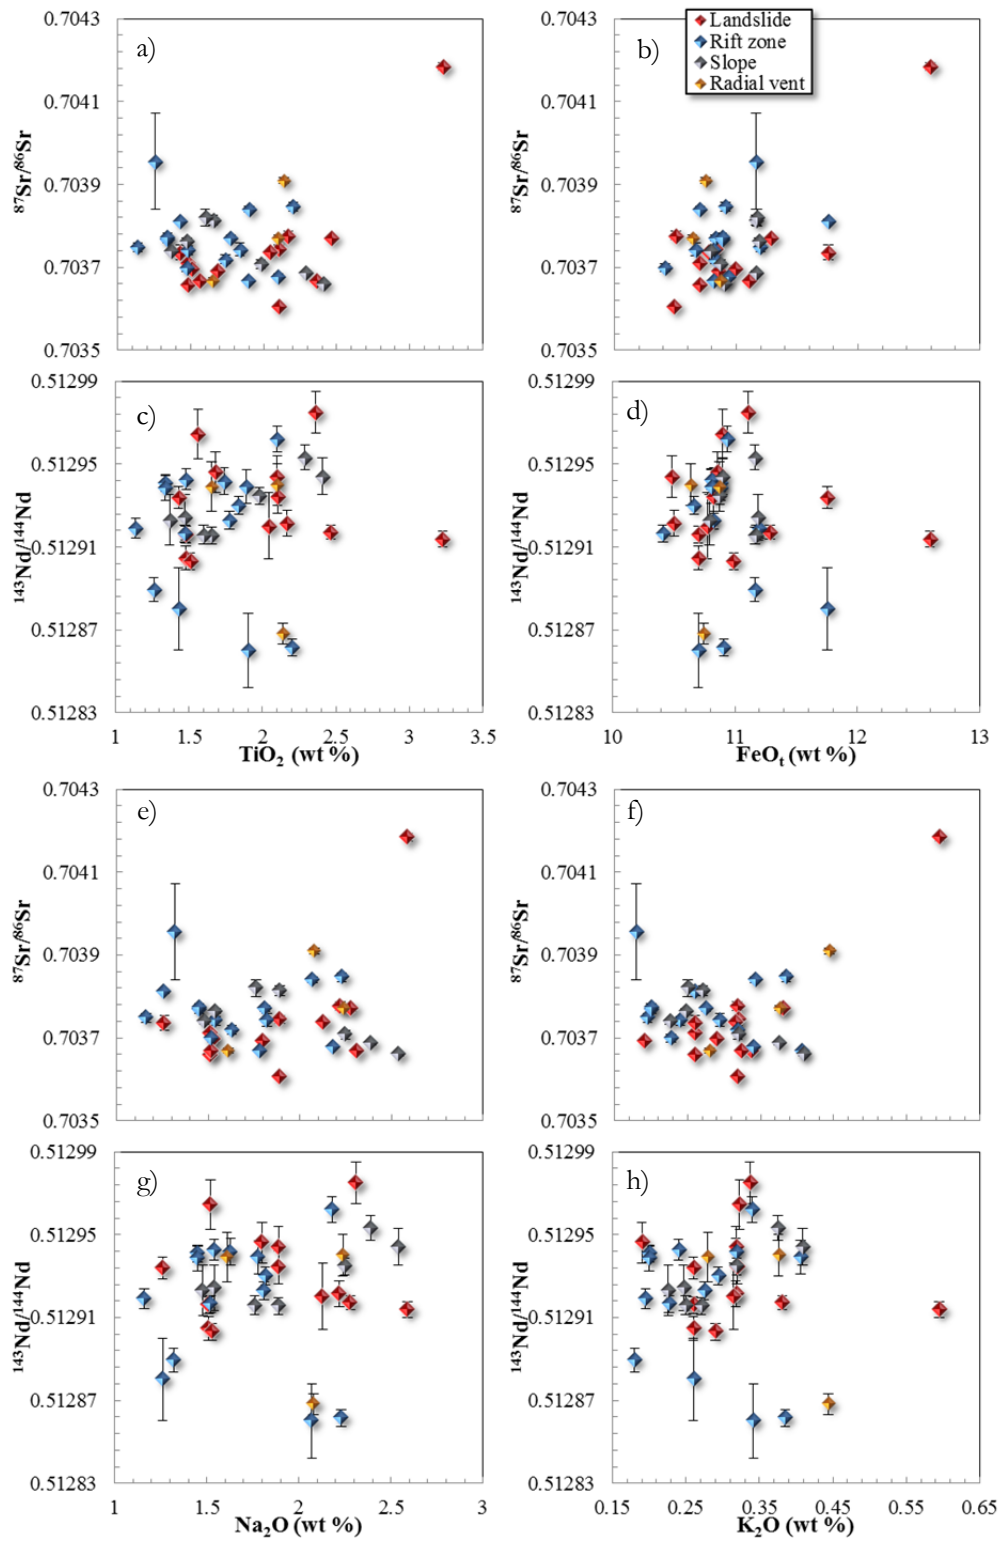 Landslide
Rift zone
Slope
Radial vent
a)
0.7043
0.7041
0.7039
0.7037
0.7035
87Sr/86Sr
b)
0.7043
0.7041
0.7039
0.7037
0.7035
87Sr/86Sr
c)
0.51299
0.51295
0.51291
0.51287
0.51283
143Nd/144Nd
1 1.5 2 2.5 3 3.5
TiO2 (wt %)
d)
0.51299
0.51295
0.51291
0.51287
0.51283
143Nd/144Nd
10 11 12 13
FeOt (wt %)
e)
0.7043
0.7041
0.7039
0.7037
0.7035
87Sr/86Sr
f)
0.7043
0.7041
0.7039
0.7037
0.7035
87Sr/86Sr
g)
0.51299
0.51295
0.51291
0.51287
0.51283
143Nd/144Nd
1 1.5 2 2.5 3
Na2O (wt %)
h)
0.51299
0.51295
0.51291
0.51287
0.51283
143Nd/144Nd
0.15 0.25 0.35 0.45 0.55 0.65
K2O (wt %)